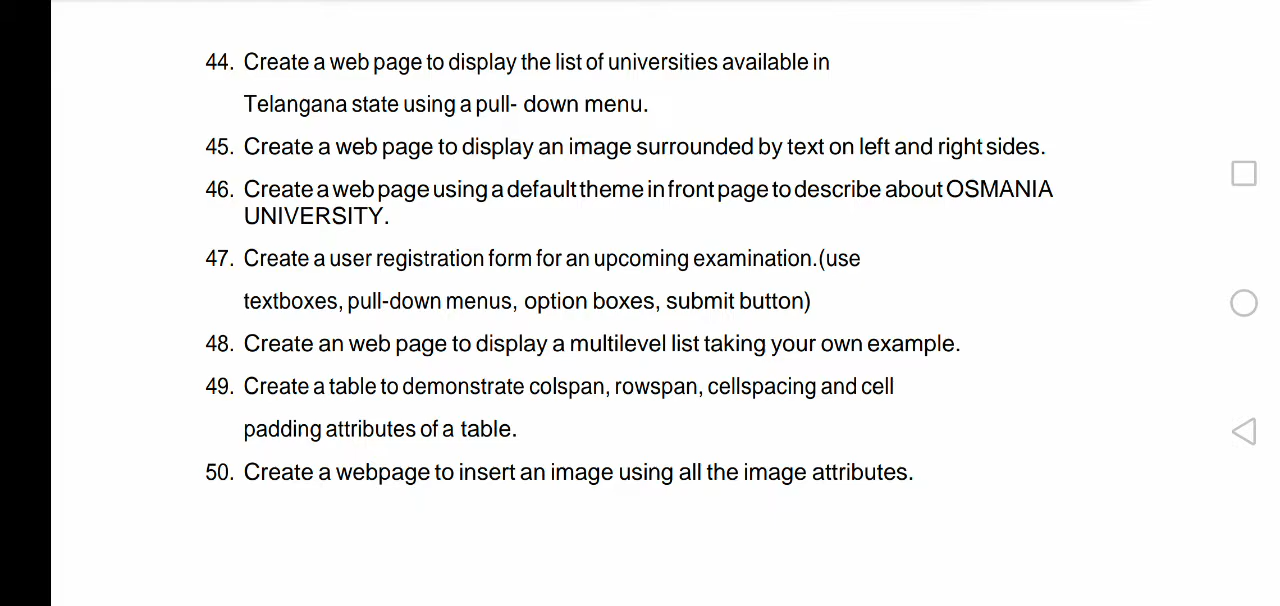 44. Create a web page to display the list of universities available in
Telangana state using a pull- down menu.
45. Create a web page to display an image surrounded by text on left and right sides.
46. Create a web page using a default theme in front page to describe about OSMANIA
UNIVERSITY.
47. Create a user registration form for an upcoming examination.(use
textboxes, pull-down menus, option boxes, submit button)
48. Create an web page to display a multilevel list taking your own example.
49. Create a table to demonstrate colspan, rowspan, cellspacing and cell
padding attributes of a table.
50. Create a webpage to insert an image using all the image attributes.